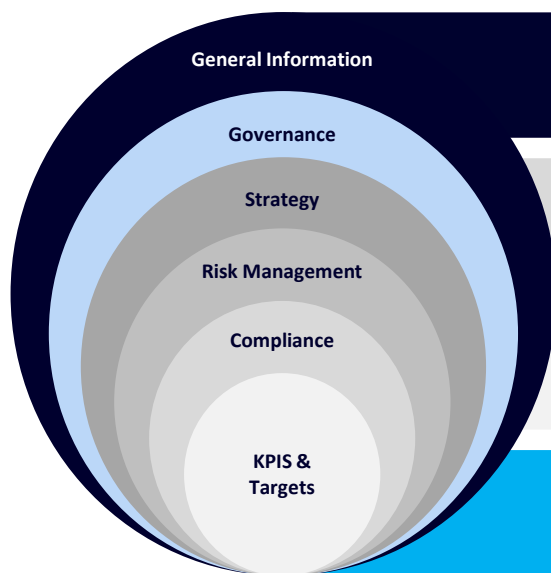 General Information
Governance
Strategy
Risk Management
Compliance
KPIS &
Targets